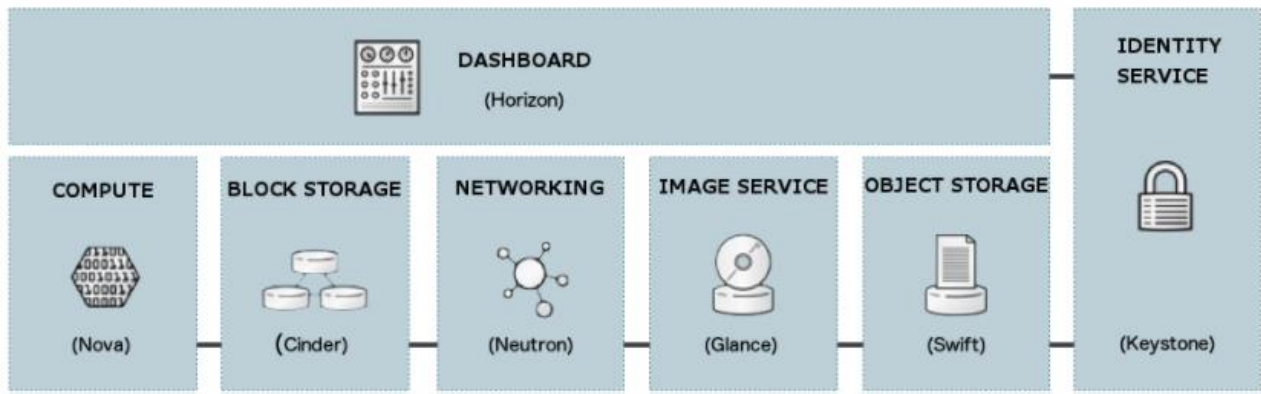 DASHBOARD
(Horizon)
IDENTITY
SERVICE
(Keystone)
COMPUTE
(Nova)
BLOCK STORAGE
(Cinder)
NETWORKING
(Neutron)
IMAGE SERVICE
(Glance)
OBJECT STORAGE
(Swift)